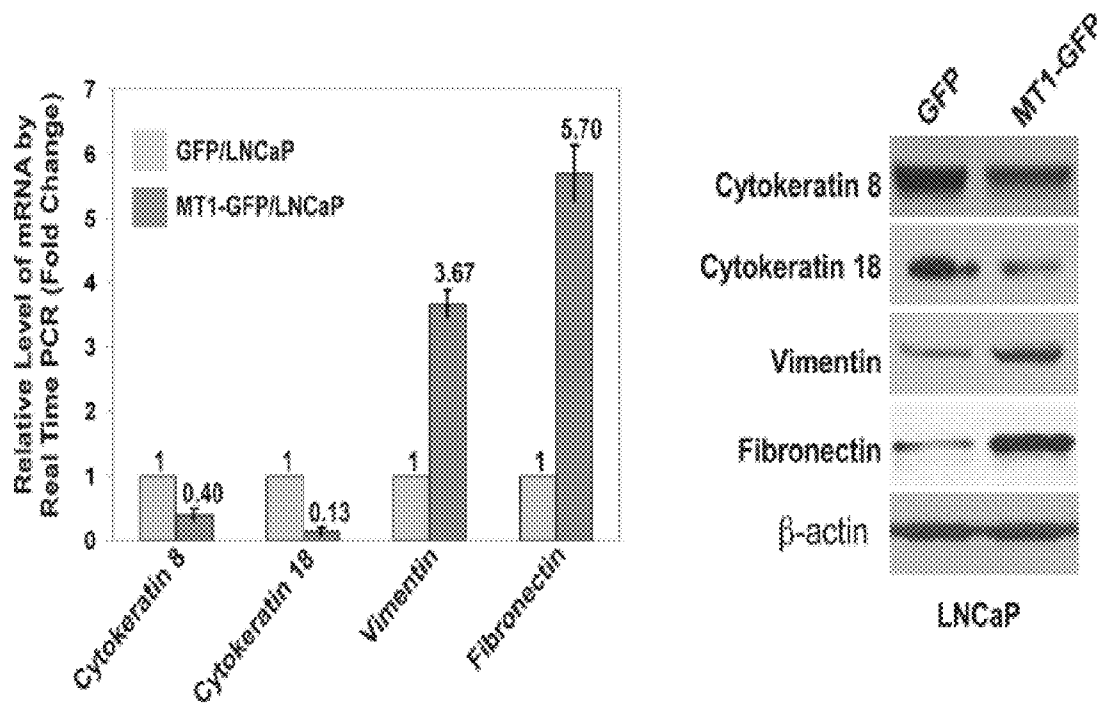 Relative Level of mRNA by
Real Time PCR (Fold Change)
7
6
5
4
3
2
1
0
GFP/LNCaP
MT1-GFP/LNCaP
1
0.40
1
0.13
1
3.67
1
5.70
Cytokeratin 8
Cytokeratin 18
Vimentin
Fibronectin
GFP
MT1-GFP
Cytokeratin 8
Cytokeratin 18
Vimentin
Fibronectin
β-actin
LNCaP